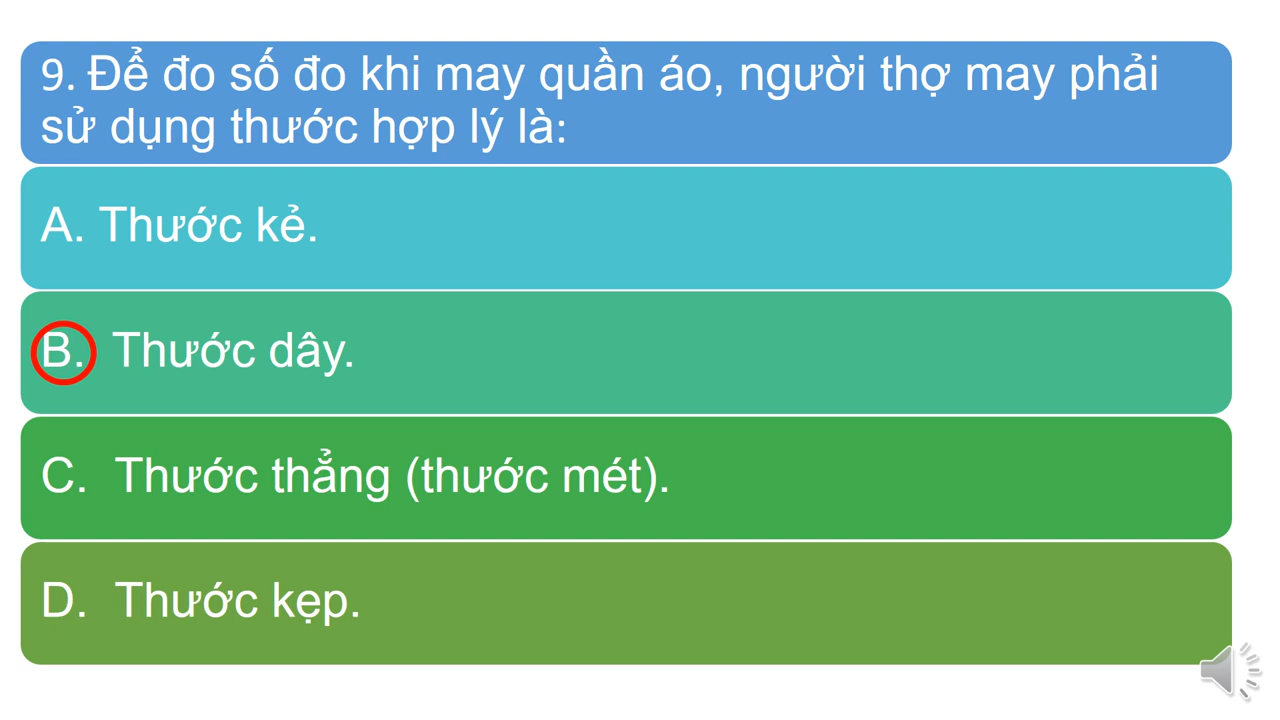 9. Để đo số đo khi may quần áo, người thợ may phải
sử dụng thước hợp lý là:
A. Thước kẻ.
B. Thước dây.
C. Thước thẳng (thước mét).
D. Thước kẹp.